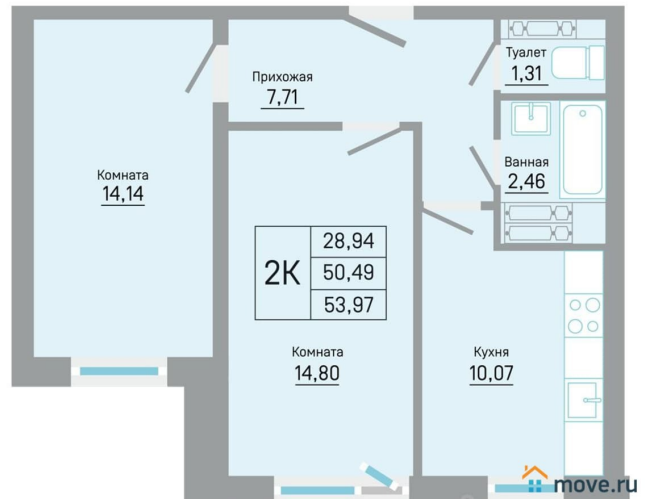 Туалет
1,31
Прихожая
7,71
Ванная
2,46
Комната
14,14
2К
28,94
50,49
53,97
Комната
14,80
Кухня
10,07
move.ru